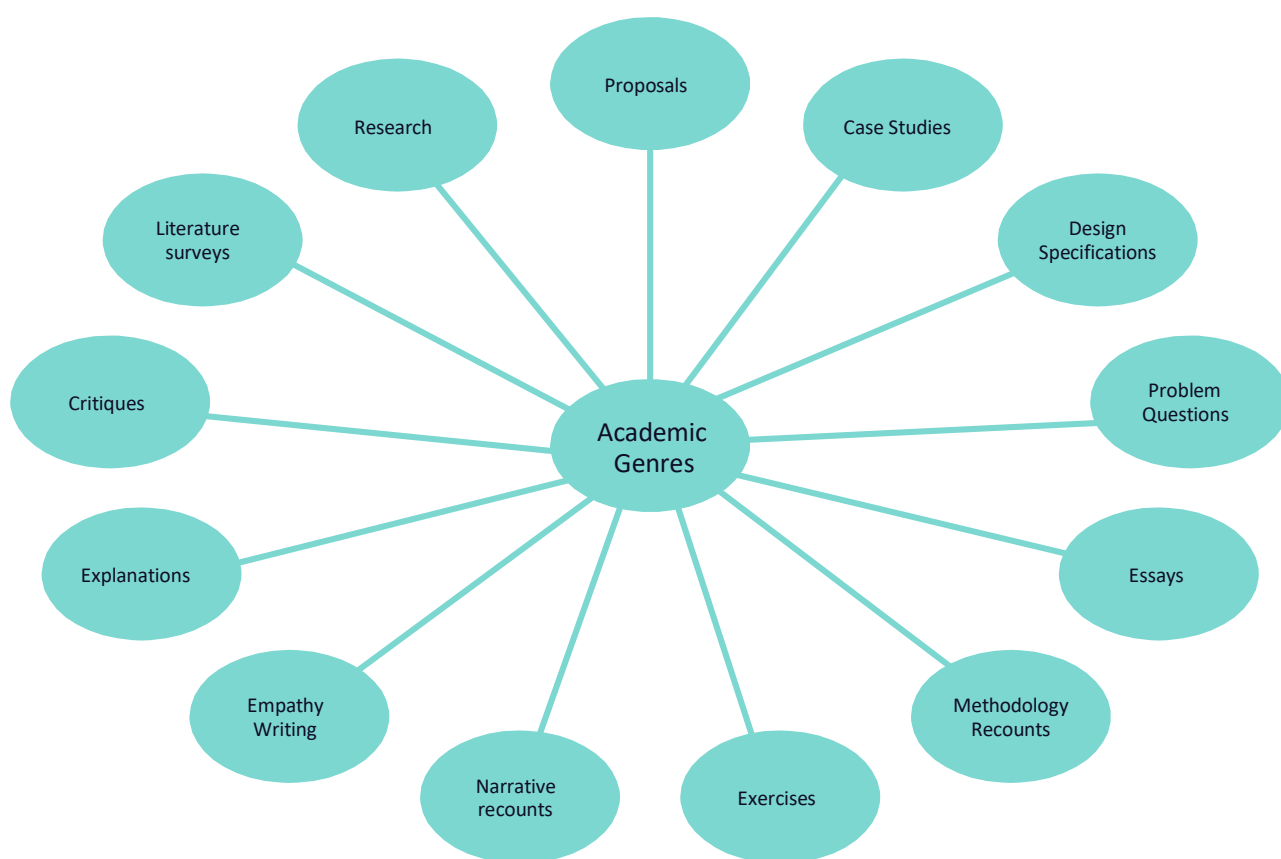 Proposals
Case Studies
Design
Specifications
Problem
Questions
Essays
Methodology
Recounts
Exercises
Narrative
recounts
Empathy
Writing
Explanations
Critiques
Literature
surveys
Research
Academic
Genres